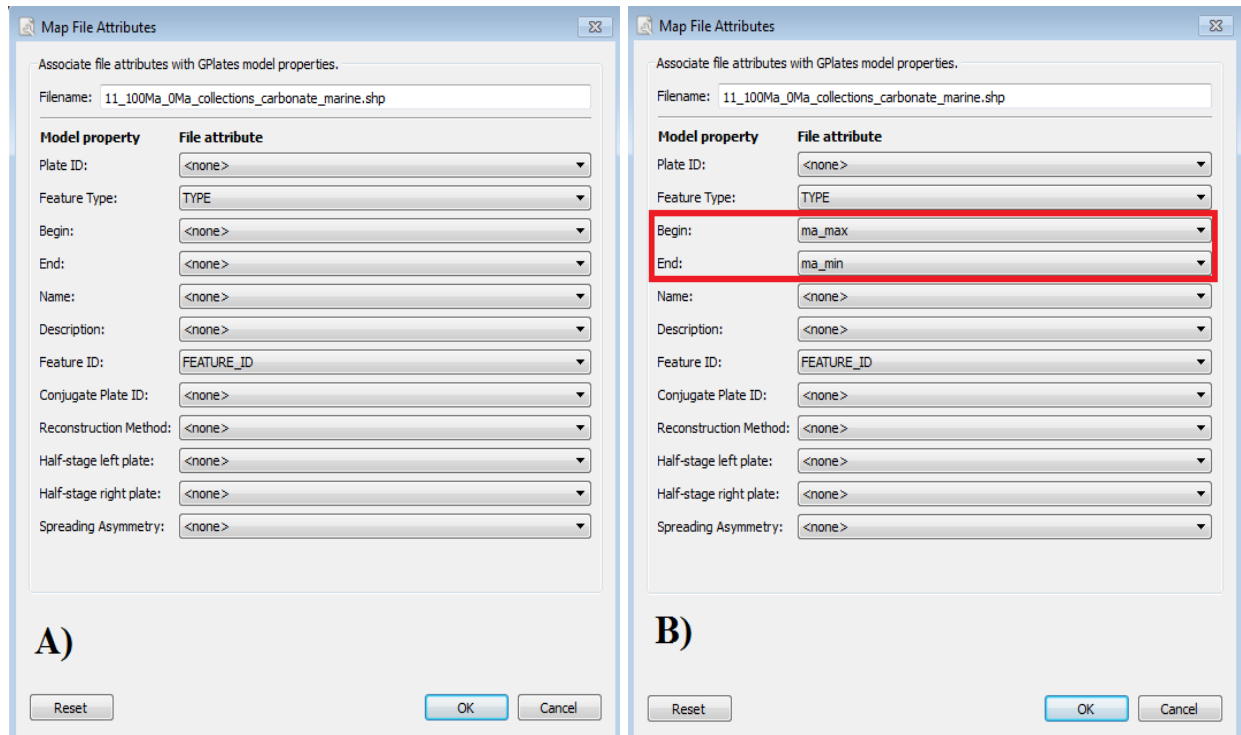 Map File Attributes
Associate file attributes with GPlates model properties.
Filename: 11_100Ma_0Ma_collections_carbonate_marine.shp
Model property File attribute
Plate ID: <none>
Feature Type: TYPE
Begin: <none>
End: <none>
Name: <none>
Description: <none>
Feature ID: FEATURE_ID
Conjugate Plate ID: <none>
Reconstruction Method: <none>
Half-stage left plate: <none>
Half-stage right plate: <none>
Spreading Asymmetry: <none>
A)
Reset OK Cancel
Map File Attributes
Associate file attributes with GPlates model properties.
Filename: 11_100Ma_0Ma_collections_carbonate_marine.shp
Model property File attribute
Plate ID: <none>
Feature Type: TYPE
Begin: ma_max
End: ma_min
Name: <none>
Description: <none>
Feature ID: FEATURE_ID
Conjugate Plate ID: <none>
Reconstruction Method: <none>
Half-stage left plate: <none>
Half-stage right plate: <none>
Spreading Asymmetry: <none>
B)
Reset OK Cancel